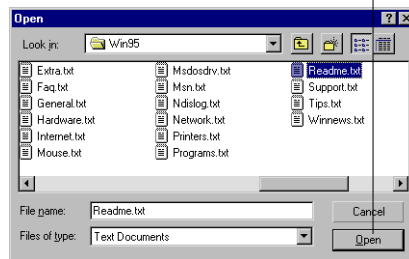 Open
Look in: Win95
Extra.txt Msdosdrv.txt Readme.txt
Faq.txt Msn.txt Support.txt
General.txt Ndislog.txt Tips.txt
Hardware.txt Network.txt Winnews.txt
Internet.txt Printers.txt
Mouse.txt Programs.txt
File name: Readme.txt Cancel
Files of type: Text Documents Open